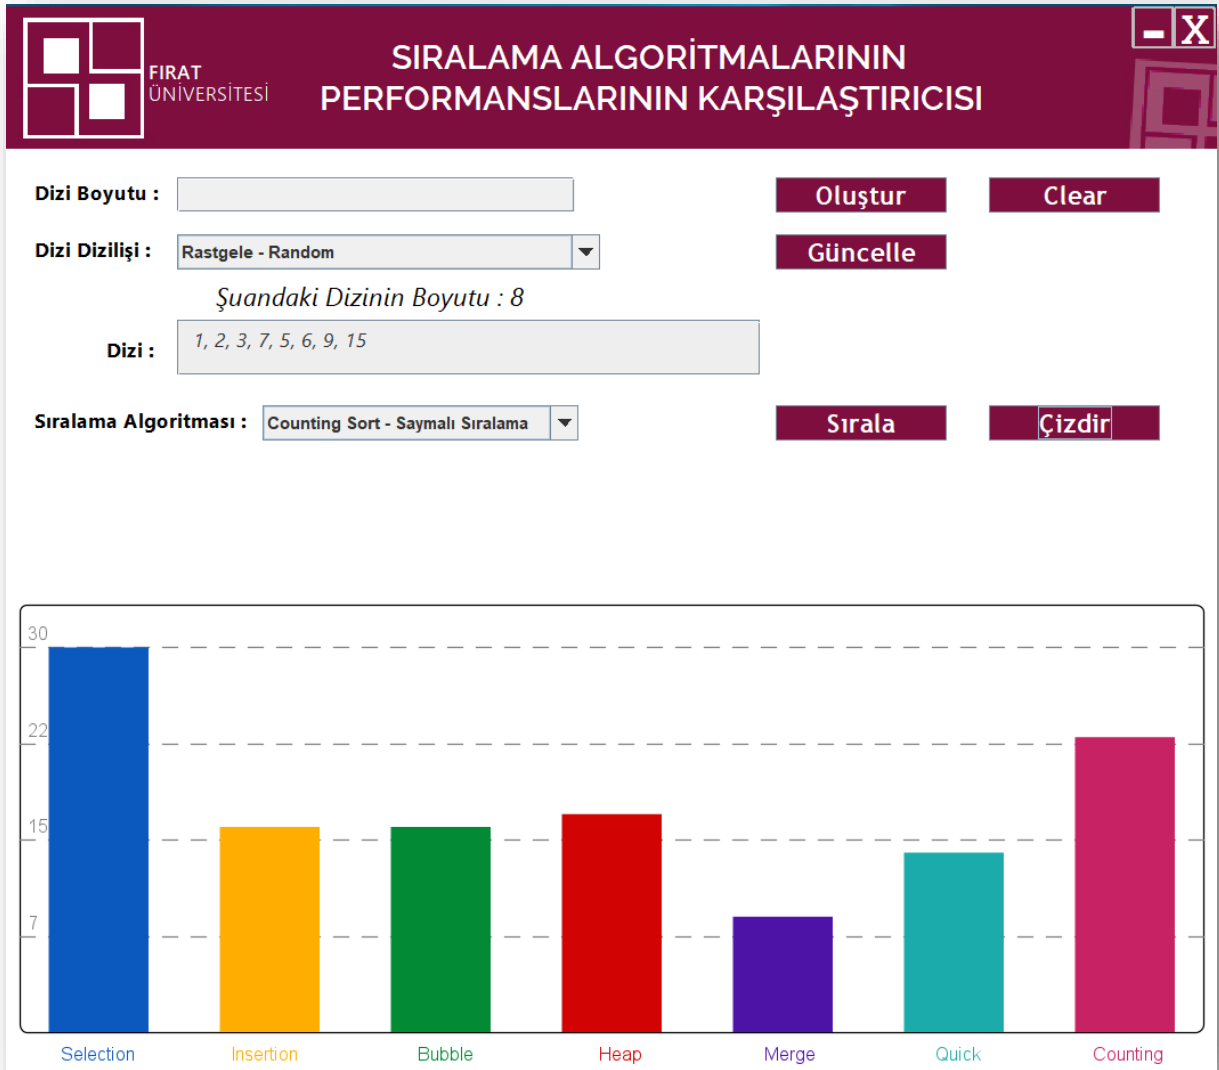 FIRAT
ÜNİVERSİTESİ
SIRALAMA ALGORİTMALARININ
PERFORMANSLARININ KARŞILAŞTIRICISI
X
Dizi Boyutu :
Oluştur
Clear
Dizi Dizilişi :
Rastgele - Random
Güncelle
Şuandaki Dizinin Boyutu : 8
Dizi :
1, 2, 3, 7, 5, 6, 9, 15
Sıralama Algoritması :
Counting Sort - Saymalı Sıralama
Sırala
Çizdir
30
22
15
7
Selection
Insertion
Bubble
Heap
Merge
Quick
Counting